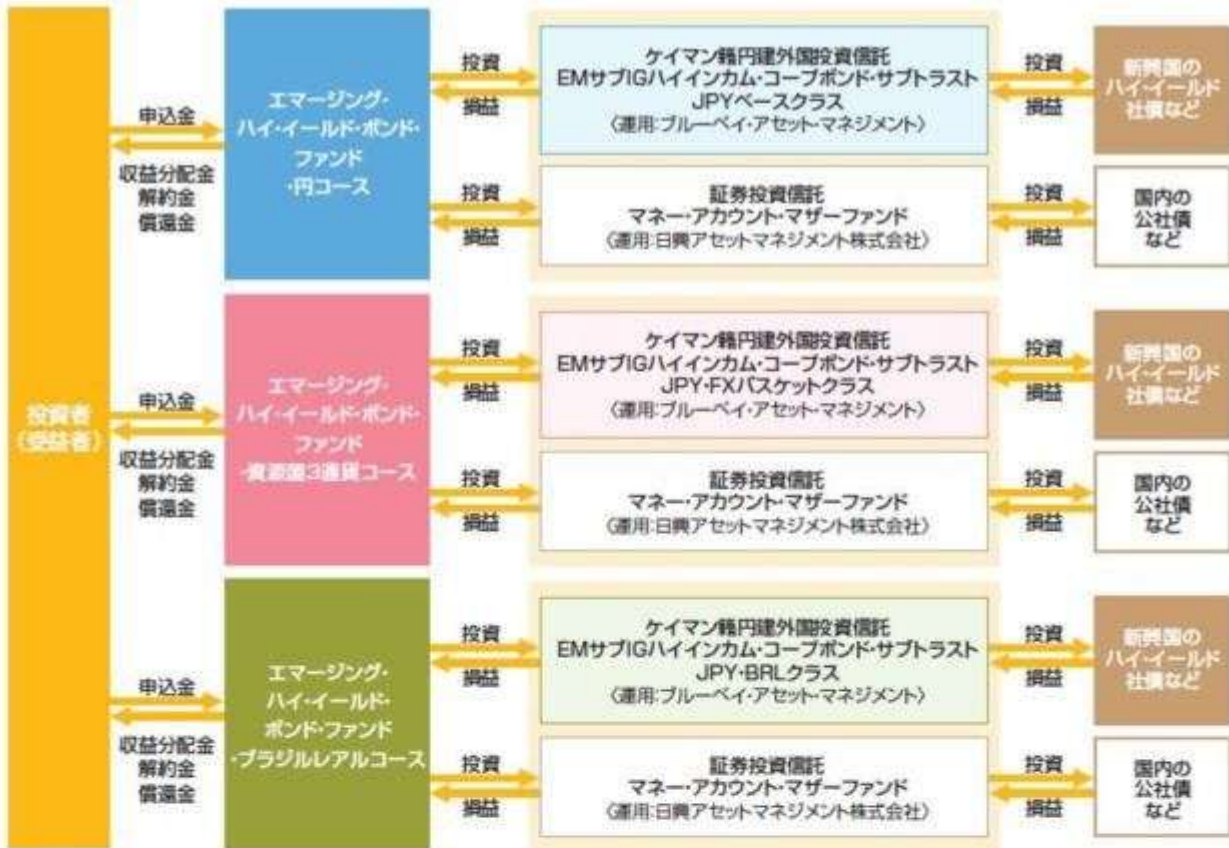 投資者
（受益者）
申込金
収益分配金
解約金
償還金
エマージング・
ハイ・イールド・ボンド・
ファンド
・円コース
投資
損益
ケイマン籍円建外国投資信託
EMサブIGハイインカム・コープボンド・サブトラスト
JPYベースクラス
〈運用:ブルーベイ・アセット・マネジメント〉
投資
損益
新興国の
ハイ・イールド
社債など
投資
損益
証券投資信託
マネー・アカウント・マザーファンド
〈運用:日興アセットマネジメント株式会社〉
投資
損益
国内の
公社債
など
申込金
収益分配金
解約金
償還金
エマージング・
ハイ・イールド・ボンド・
ファンド
・資源国3通貨コース
投資
損益
ケイマン籍円建外国投資信託
EMサブIGハイインカム・コープボンド・サブトラスト
JPY・FXバスケットクラス
〈運用:ブルーベイ・アセット・マネジメント〉
投資
損益
新興国の
ハイ・イールド
社債など
投資
損益
証券投資信託
マネー・アカウント・マザーファンド
〈運用:日興アセットマネジメント株式会社〉
投資
損益
国内の
公社債
など
申込金
収益分配金
解約金
償還金
エマージング・
ハイ・イールド・
ボンド・ファンド
・ブラジルレアルコース
投資
損益
ケイマン籍円建外国投資信託
EMサブIGハイインカム・コープボンド・サブトラスト
JPY・BRLクラス
〈運用:ブルーベイ・アセット・マネジメント〉
投資
損益
新興国の
ハイ・イールド
社債など
投資
損益
証券投資信託
マネー・アカウント・マザーファンド
〈運用:日興アセットマネジメント株式会社〉
投資
損益
国内の
公社債
など